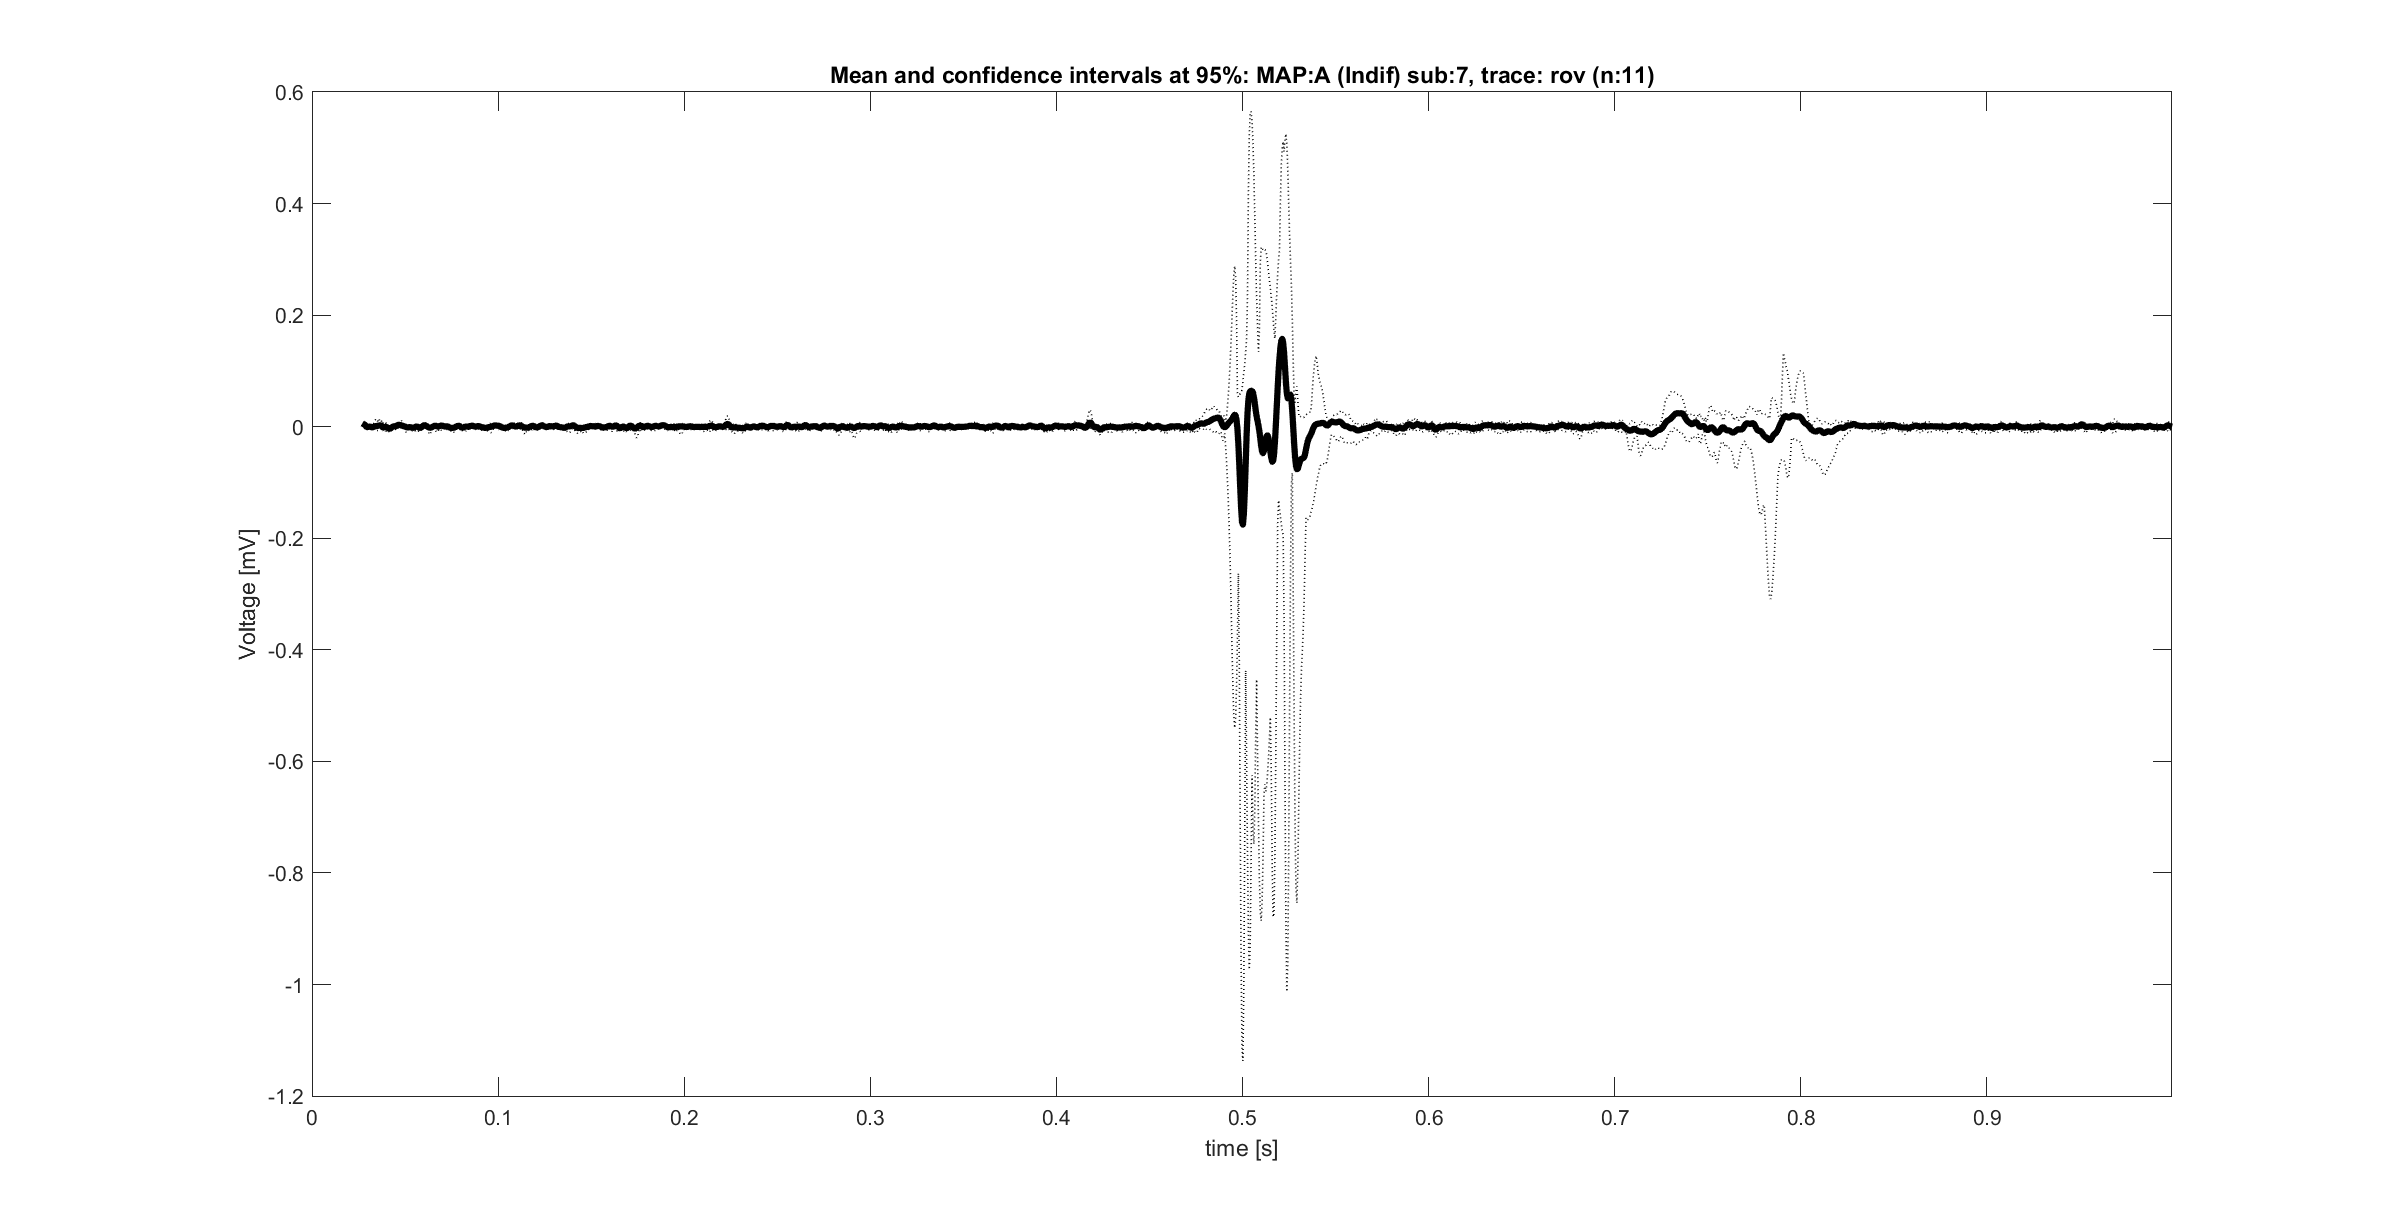 Mean and confidence intervals at 95%: MAP:A (Indif) sub:7, trace: rov (n:11)
0.6
0.4
0.2
0
-0.2
-0.4
-0.6
-0.8
-1
-1.2
Voltage [mV]
0 0.1 0.2 0.3 0.4 0.5 0.6 0.7 0.8 0.9
time [s]